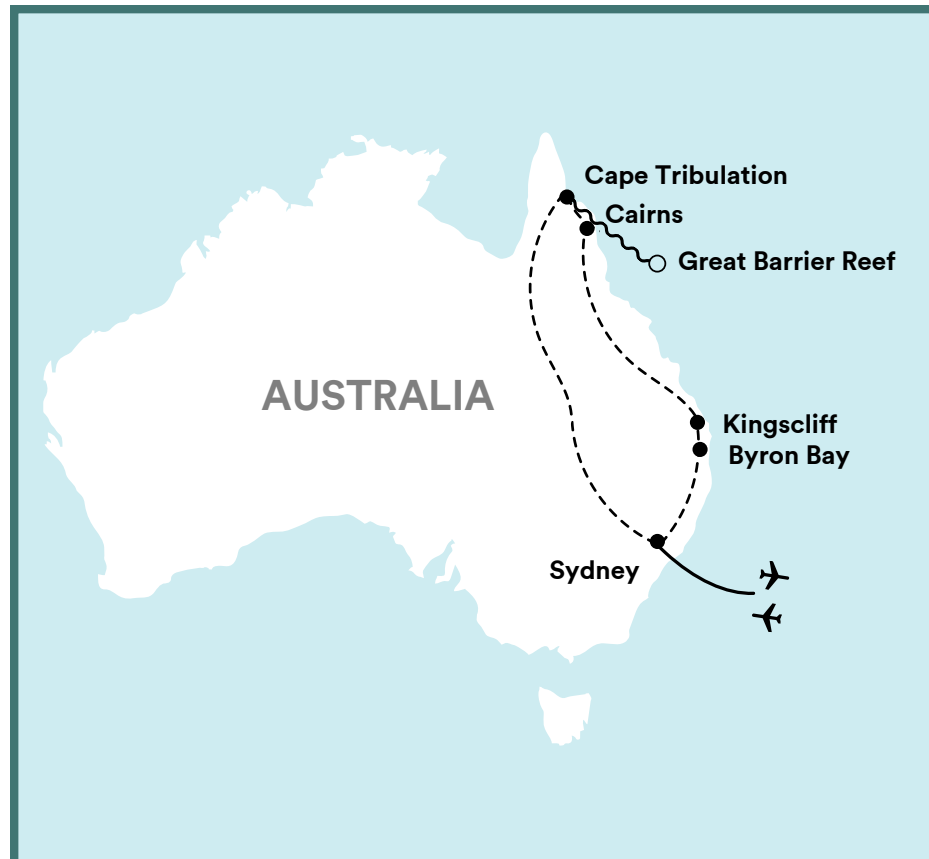 Cape Tribulation
Cairns
Great Barrier Reef
AUSTRALIA
Kingscliff
Byron Bay
Sydney